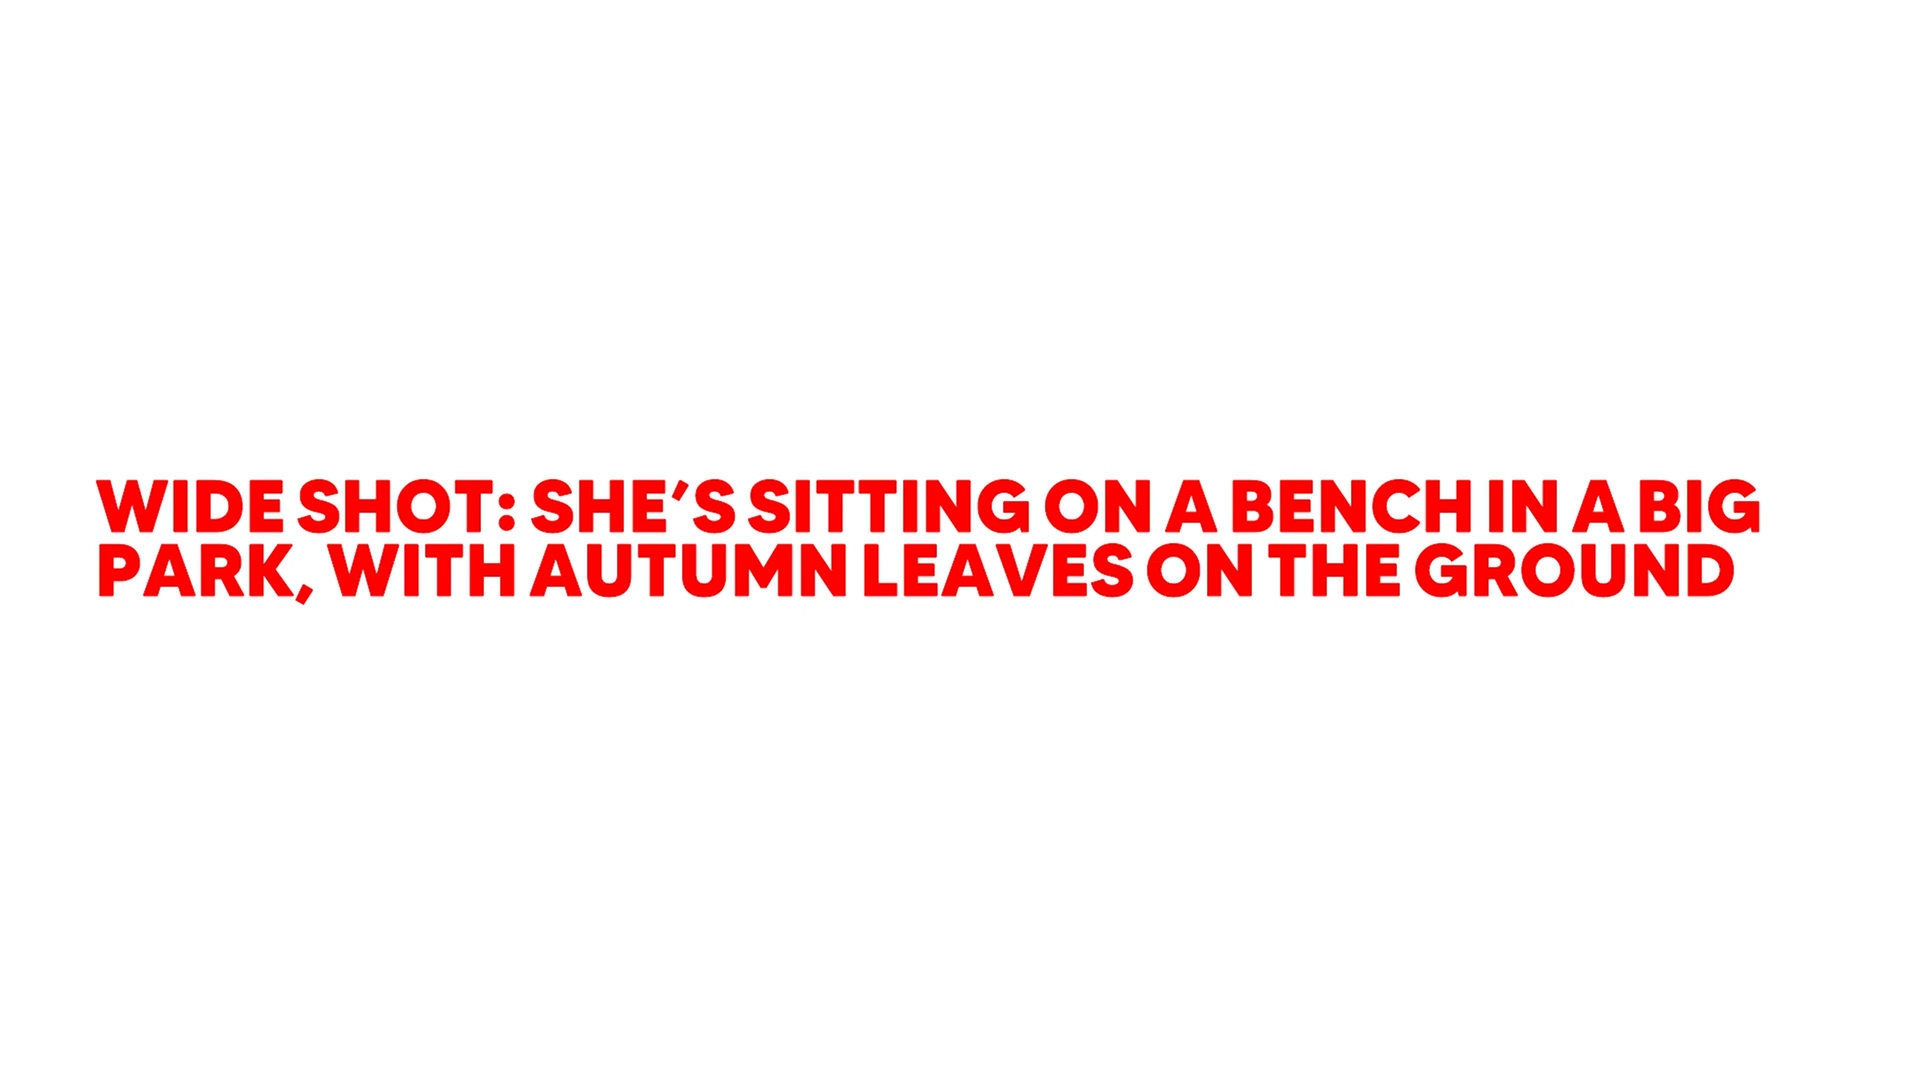 WIDE SHOT: SHE’S SITTING ON A BENCH IN A BIG
PARK, WITH AUTUMN LEAVES ON THE GROUND